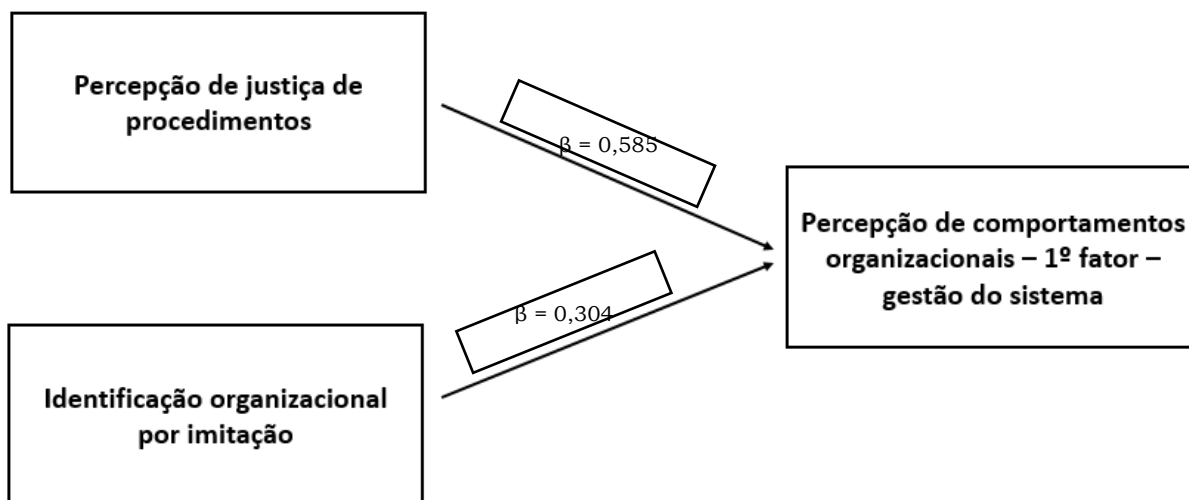 Percepção de justiça de
procedimentos
β = 0,585
Percepção de comportamentos
organizacionais – 1º fator –
gestão do sistema
β = 0,304
Identificação organizacional
por imitação